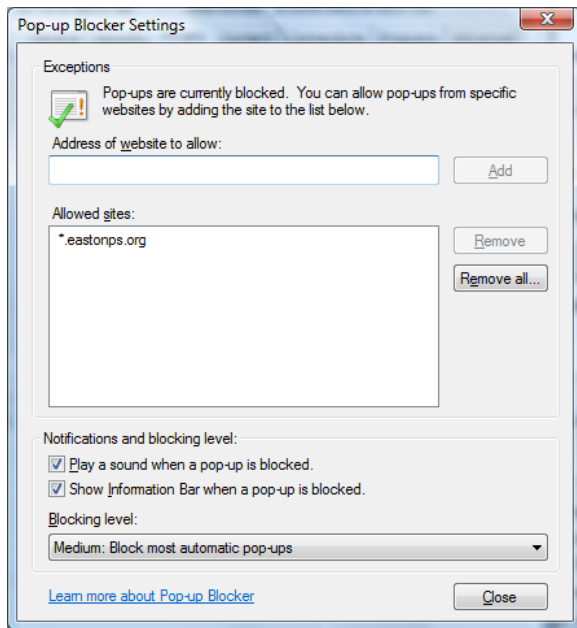 Pop-up Blocker Settings
Exceptions
Pop-ups are currently blocked. You can allow pop-ups from specific
websites by adding the site to the list below.
Address of website to allow:
Add
Allowed sites:
*.eastonps.org
Remove
Remove all...
Notifications and blocking level:
Play a sound when a pop-up is blocked.
Show Information Bar when a pop-up is blocked.
Blocking level:
Medium: Block most automatic pop-ups
Learn more about Pop-up Blocker
Close